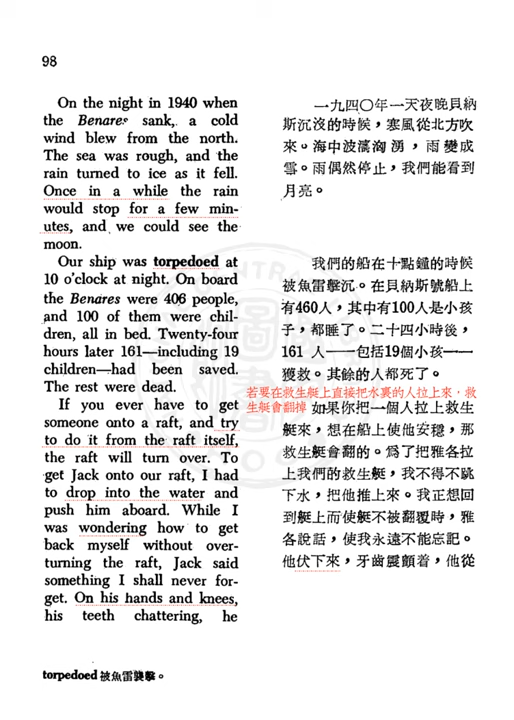 98
On the night in 1940 when
the Benares sank, a cold
wind blew from the north.
The sea was rough, and the
rain turned to ice as it fell.
Once in a while the rain
would stop for a few min-
utes, and we could see the
moon.
Our ship was torpedoed at
10 o'clock at night. On board
the Benares were 406 people,
and 100 of them were chil-
dren, all in bed. Twenty-four
hours later 161—including 19
children—had been saved.
The rest were dead.
If you ever have to get
someone onto a raft, and try
to do it from the raft itself,
the raft will turn over. To
get Jack onto our raft, I had
to drop into the water and
push him aboard. While I
was wondering how to get
back myself without over-
turning the raft, Jack said
something I shall never for-
get. On his hands and knees,
his teeth chattering, he
一九四〇年一天夜晚貝納
斯沉沒的時候，寒風從北方吹
來。海中波濤洶湧，雨變成
雪。雨偶然停止，我們能看到
月亮。
我們的船在十點鐘的時候
被魚雷擊沉。在貝納斯號船上
有460人，其中有100人是小孩
子，都睡了。二十四小時後，
161 人——包括19個小孩——
獲救。其餘的人都死了。
若要在救生艇上直接把水裏的人拉上來，救
生艇會翻掉
如果你把一個人拉上救生
艇來，想在船上使他安穩，那
救生艇會翻的。爲了把雅各拉
上我們的救生艇，我不得不跳
下水，把他推上來。我正想回
到艇上而使艇不被翻覆時，雅
各說話，使我永遠不能忘記。
他伏下來，牙齒震顫着，他從
torpedoed 被魚雷襲擊。